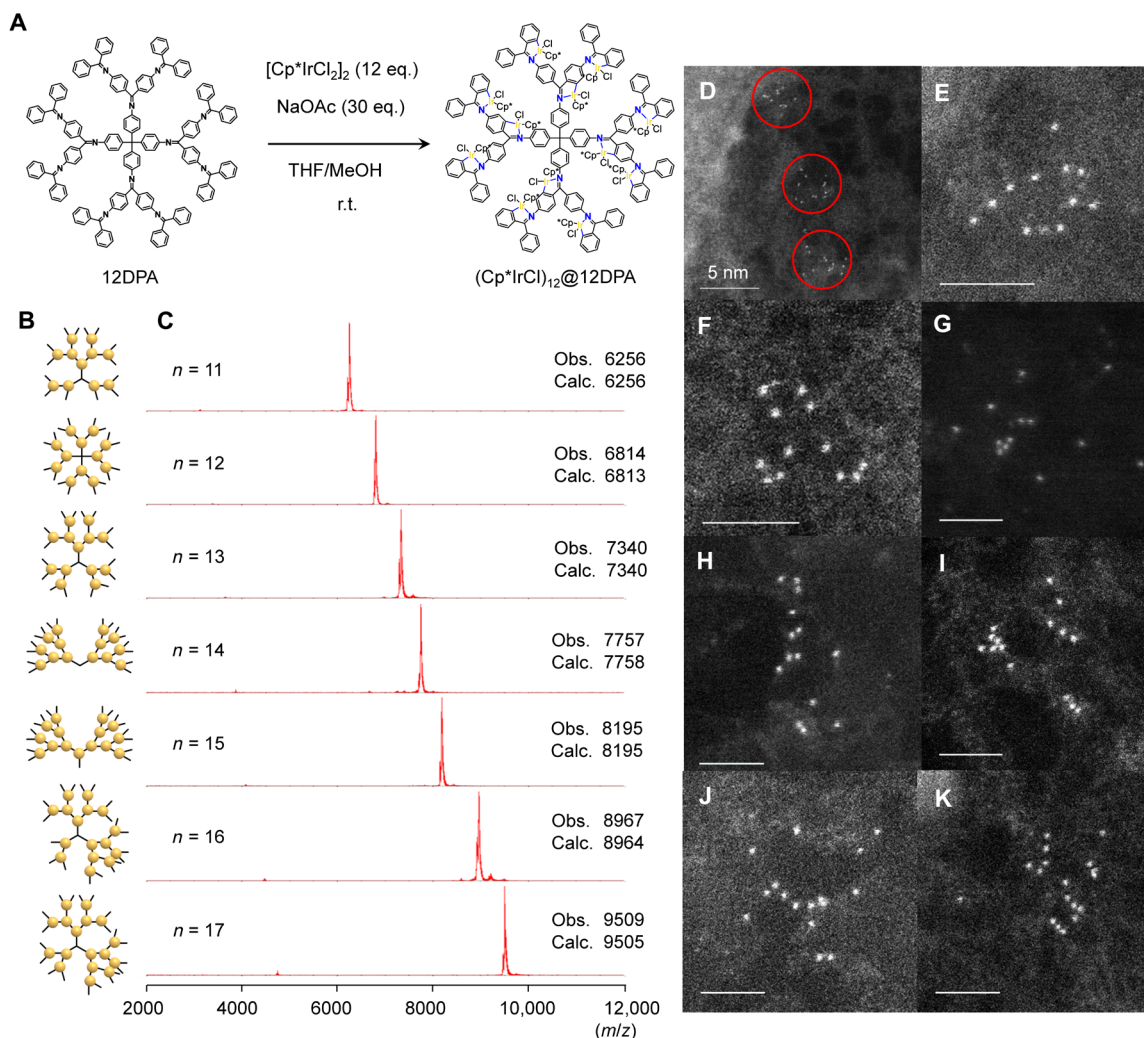 A
[Cp*IrCl₂]₂ (12 eq.)
NaOAc (30 eq.)
THF/MeOH
r.t.
12DPA
(Cp*IrCl)₁₂@12DPA
N
Cl
Ir
Cp*
B
C
n = 11
Obs. 6256
Calc. 6256
n = 12
Obs. 6814
Calc. 6813
n = 13
Obs. 7340
Calc. 7340
n = 14
Obs. 7757
Calc. 7758
n = 15
Obs. 8195
Calc. 8195
n = 16
Obs. 8967
Calc. 8964
n = 17
Obs. 9509
Calc. 9505
2000 4000 6000 8000 10,000 12,000
(m/z)
D
5 nm
E
F
G
H
I
J
K